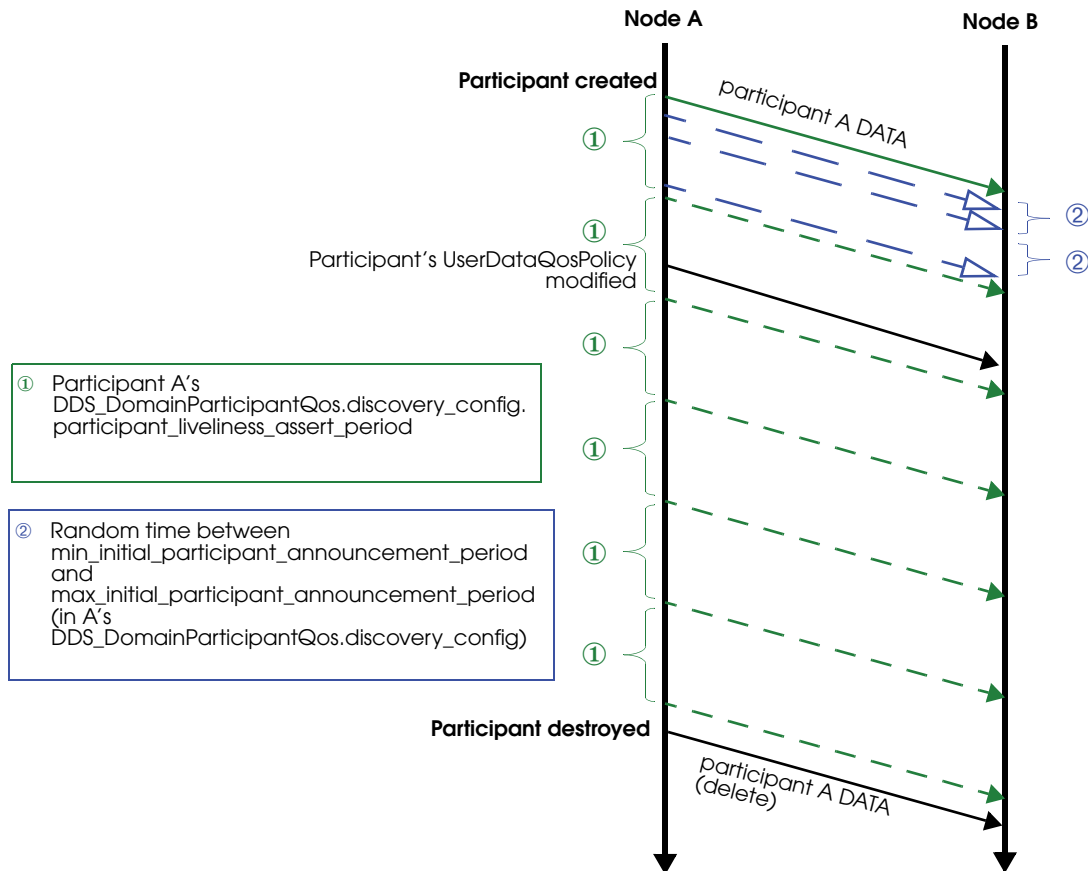 Node A
Node B
Participant created
participant A DATA
①
②
①
②
Participant's UserDataQosPolicy
modified
①
① Participant A's
DDS_DomainParticipantQos.discovery_config.
participant_liveliness_assert_period
①
② Random time between
min_initial_participant_announcement_period
and
max_initial_participant_announcement_period
(in A's
DDS_DomainParticipantQos.discovery_config)
①
①
Participant destroyed
participant A DATA
(delete)